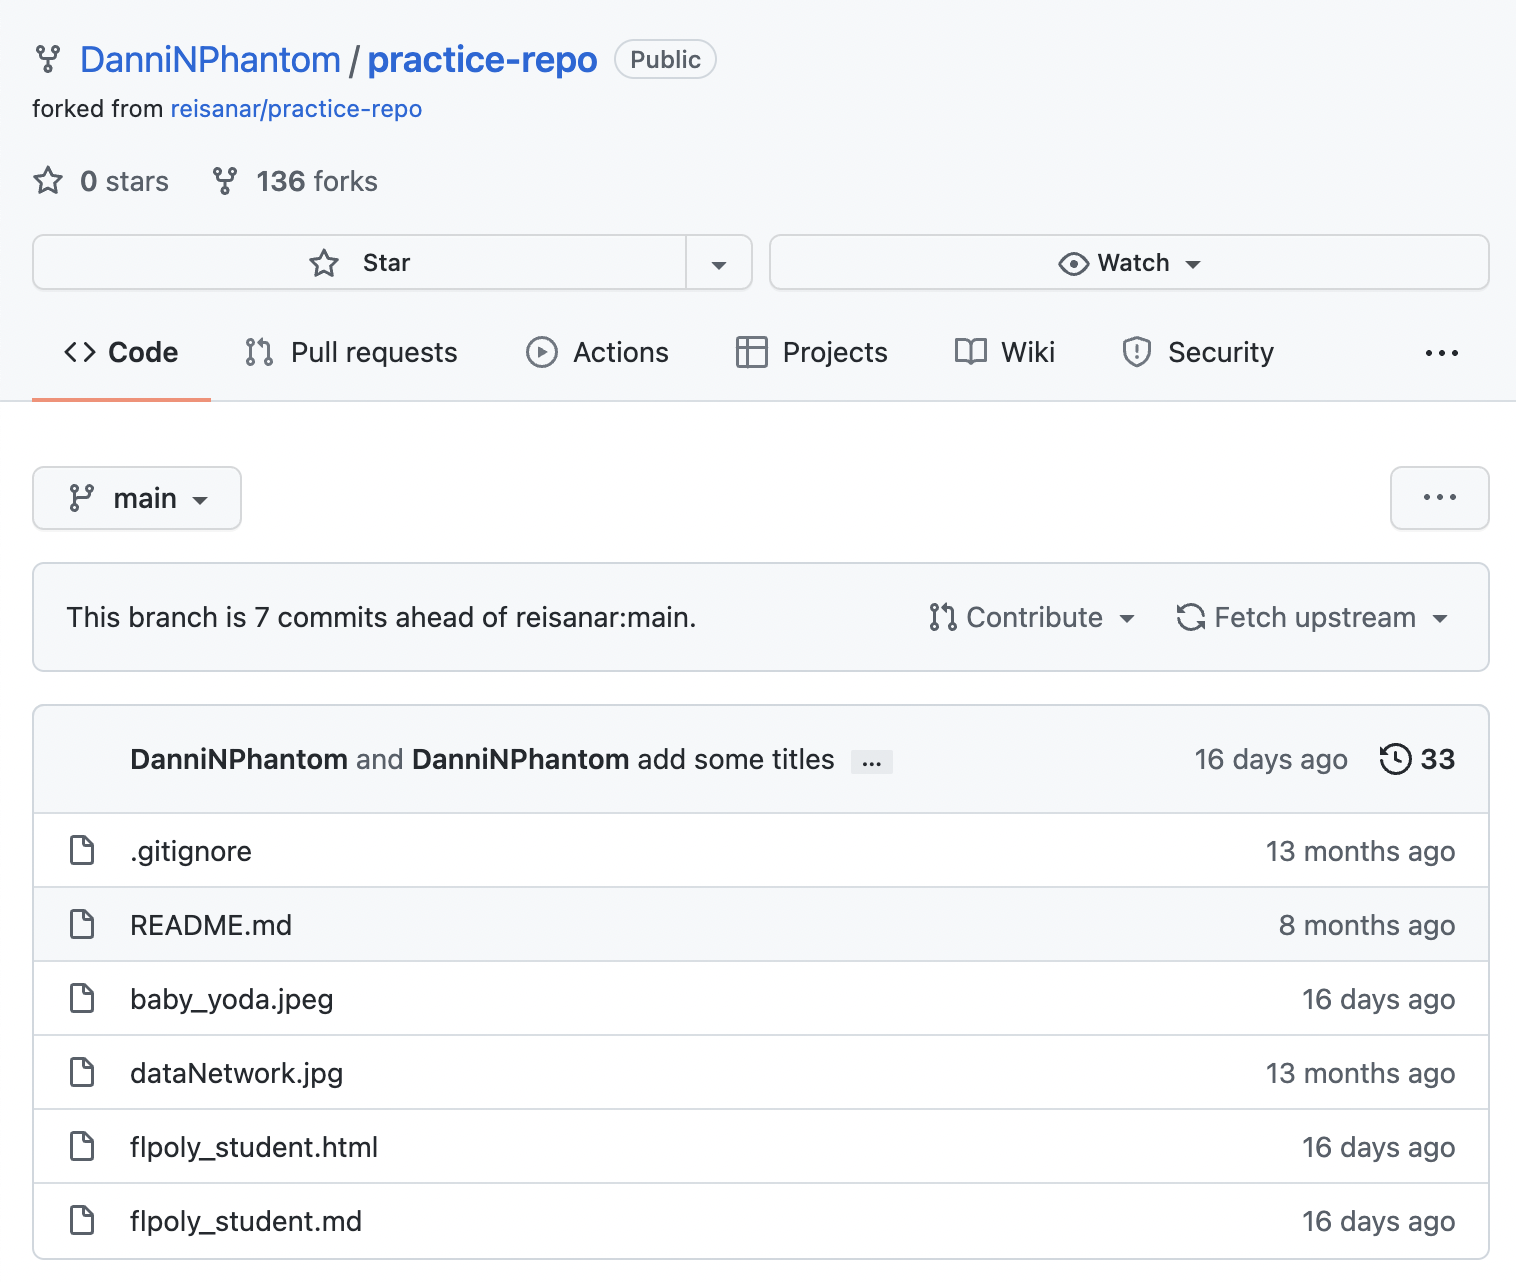 DanniNPhantom / practice-repo Public
forked from reisanar/practice-repo
0 stars 136 forks
Star Watch
Code Pull requests Actions Projects Wiki Security ...
main ...
This branch is 7 commits ahead of reisanar:main. Contribute Fetch upstream
DanniNPhantom and DanniNPhantom add some titles ... 16 days ago 33
.gitignore 13 months ago
README.md 8 months ago
baby_yoda.jpeg 16 days ago
dataNetwork.jpg 13 months ago
flpoly_student.html 16 days ago
flpoly_student.md 16 days ago